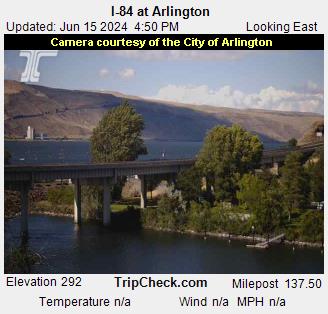 I-84 at Arlington
Updated: Jun 15 2024 4:50 PM Looking East
Camera courtesy of the City of Arlington
Elevation 292 TripCheck.com Milepost 137.50
Temperature n/a Wind n/a MPH n/a